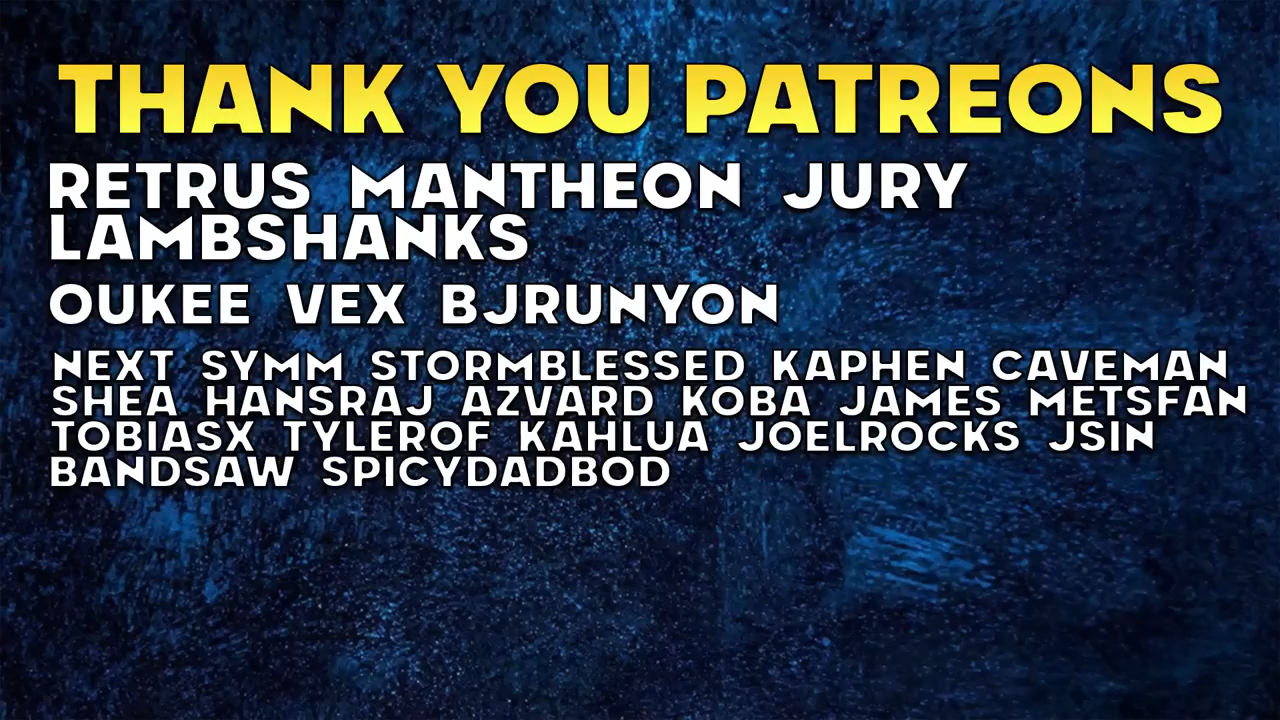 THANK YOU PATREONS
RETRUS MANTHEON JURY
LAMBSHANKS
OUKEE VEX BJRUNYON
NEXT SYMM STORMBLESSED KAPHEN CAVEMAN
SHEA HANSRAJ AZVARD KOBA JAMES METSFAN
TOBIASX TYLEROF KAHLUA JOELROCKS JSIN
BANDSAW SPICYDADBOD